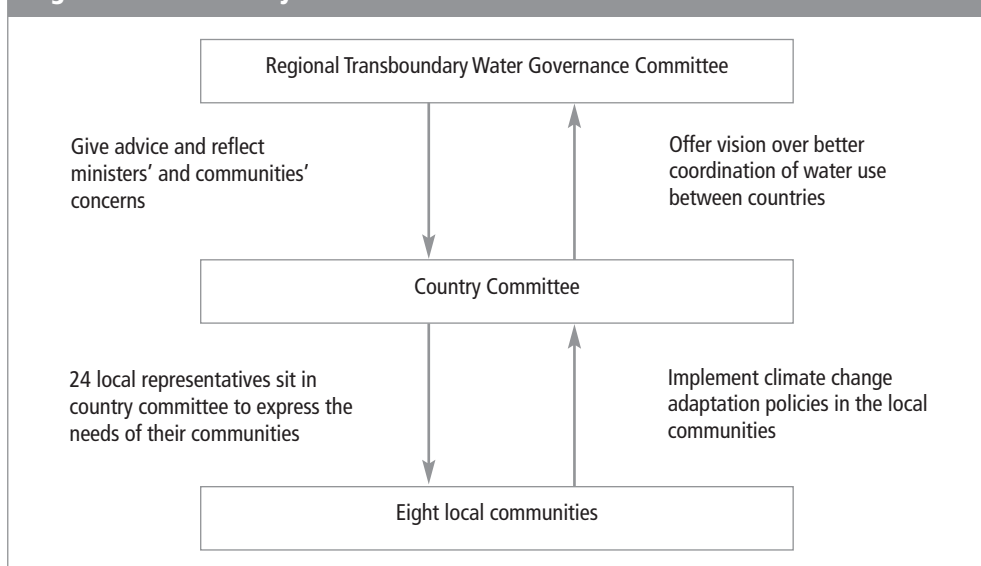 Regional Transboundary Water Governance Committee
Give advice and reflect
ministers’ and communities’
concerns
Offer vision over better
coordination of water use
between countries
Country Committee
24 local representatives sit in
country committee to express the
needs of their communities
Implement climate change
adaptation policies in the local
communities
Eight local communities